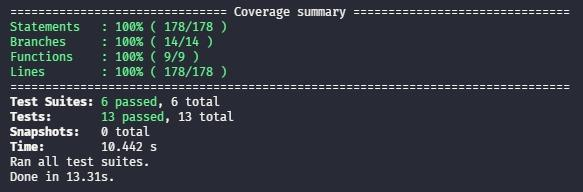 =============================== Coverage summary ===============================
Statements   : 100% ( 178/178 )
Branches     : 100% ( 14/14 )
Functions    : 100% ( 9/9 )
Lines        : 100% ( 178/178 )
================================================================================
Test Suites: 6 passed, 6 total
Tests:       13 passed, 13 total
Snapshots:   0 total
Time:        10.442 s
Ran all test suites.
Done in 13.31s.